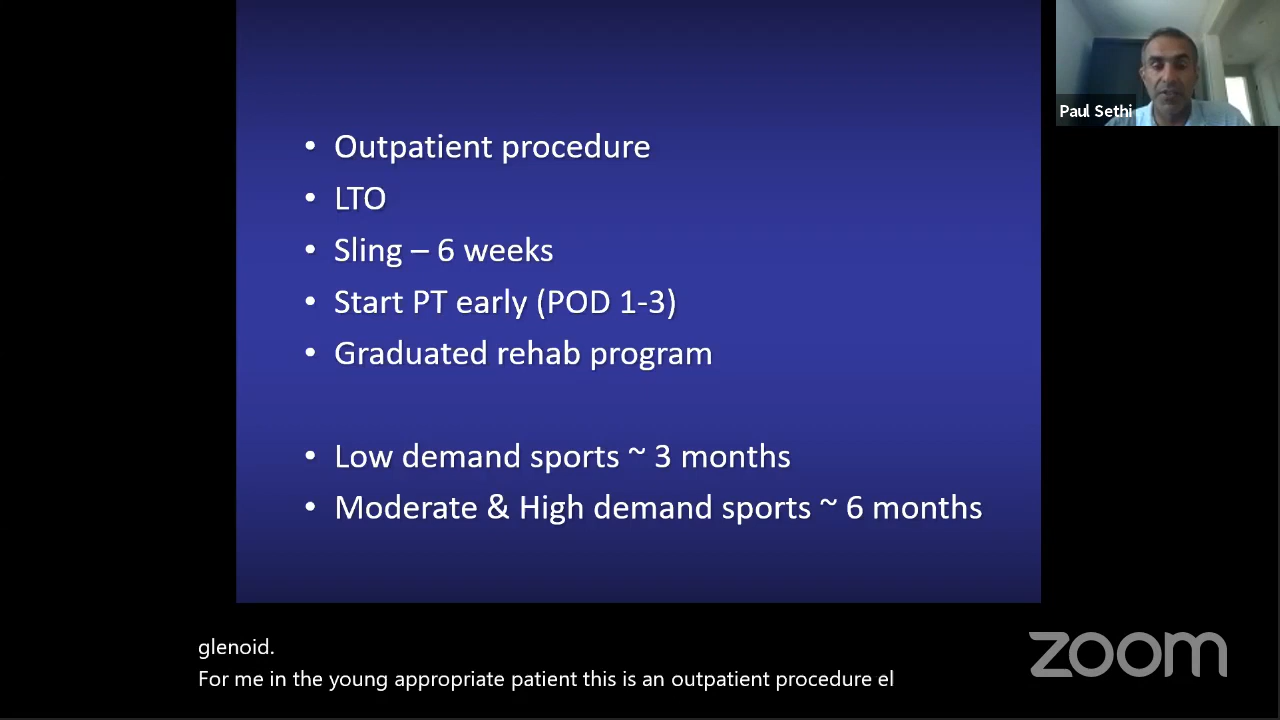 • Outpatient procedure
• LTO
• Sling – 6 weeks
• Start PT early (POD 1-3)
• Graduated rehab program
• Low demand sports ~ 3 months
• Moderate & High demand sports ~ 6 months
Paul Sethi
glenoid.
For me in the young appropriate patient this is an outpatient procedure el
zoom